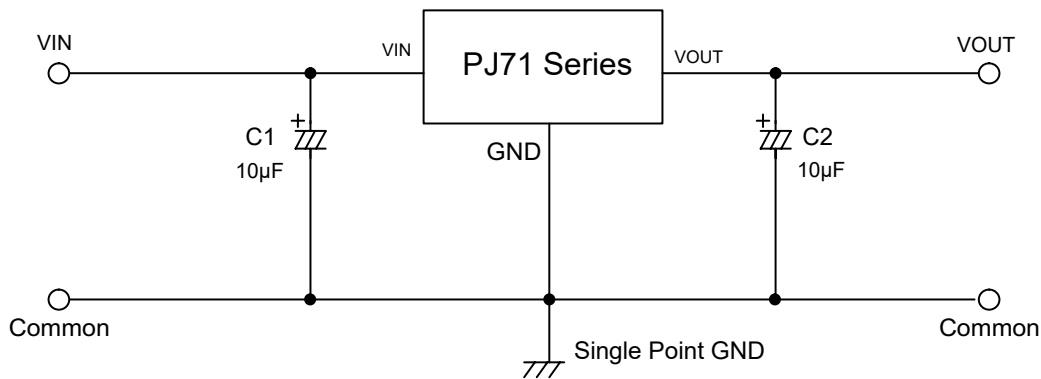 VIN
VIN
PJ71 Series
VOUT
VOUT
+
C1
10µF
GND
+
C2
10µF
Common
Common
Single Point GND